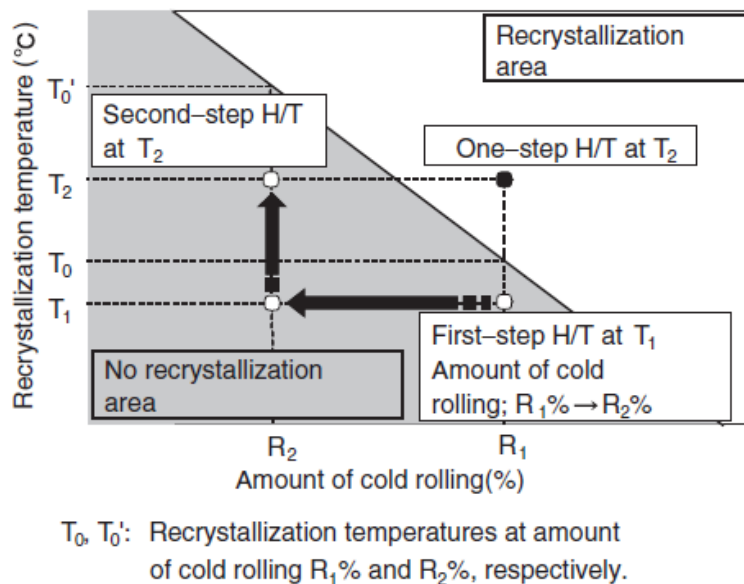 Recrystallization temperature (°C)
Recrystallization
area
T₀'
Second–step H/T
at T₂
One–step H/T at T₂
T₂
T₀
T₁
First–step H/T at T₁
Amount of cold
rolling; R₁%→R₂%
No recrystallization
area
R₂
R₁
Amount of cold rolling(%)
T₀, T₀': Recrystallization temperatures at amount
of cold rolling R₁% and R₂%, respectively.